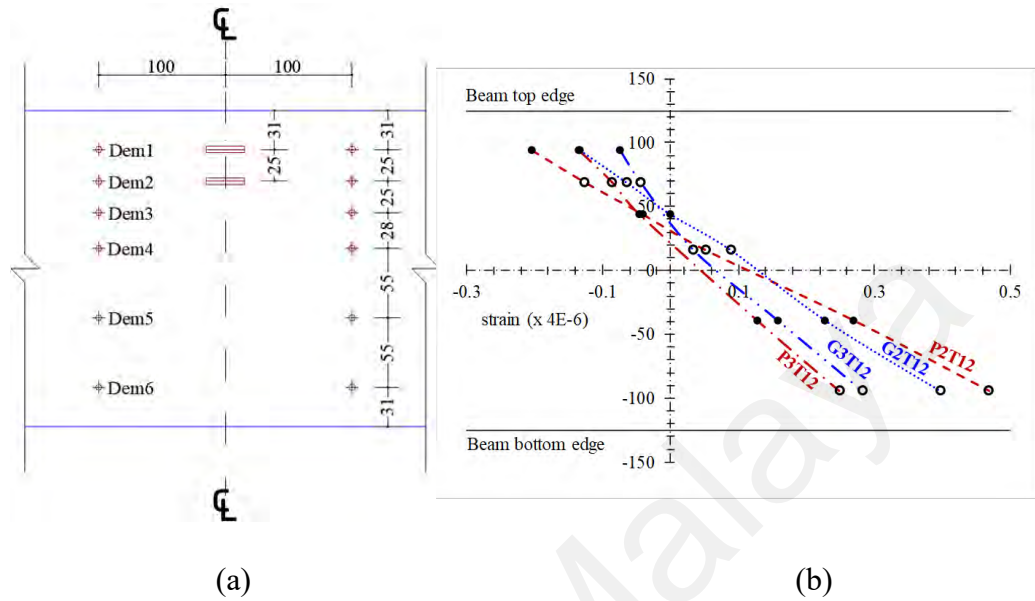 ℄
100 100
31
25
Dem1
Dem2
Dem3
Dem4
Dem5
Dem6
31
25
25
28
55
55
31
℄
(a)
150
Beam top edge
100
50
0
-0.3 -0.1 0.1 0.3 0.5
strain (x 4E-6)
-50
P3T12
G3T12
G2T12
P2T12
-100
Beam bottom edge
-150
(b)
Malaya